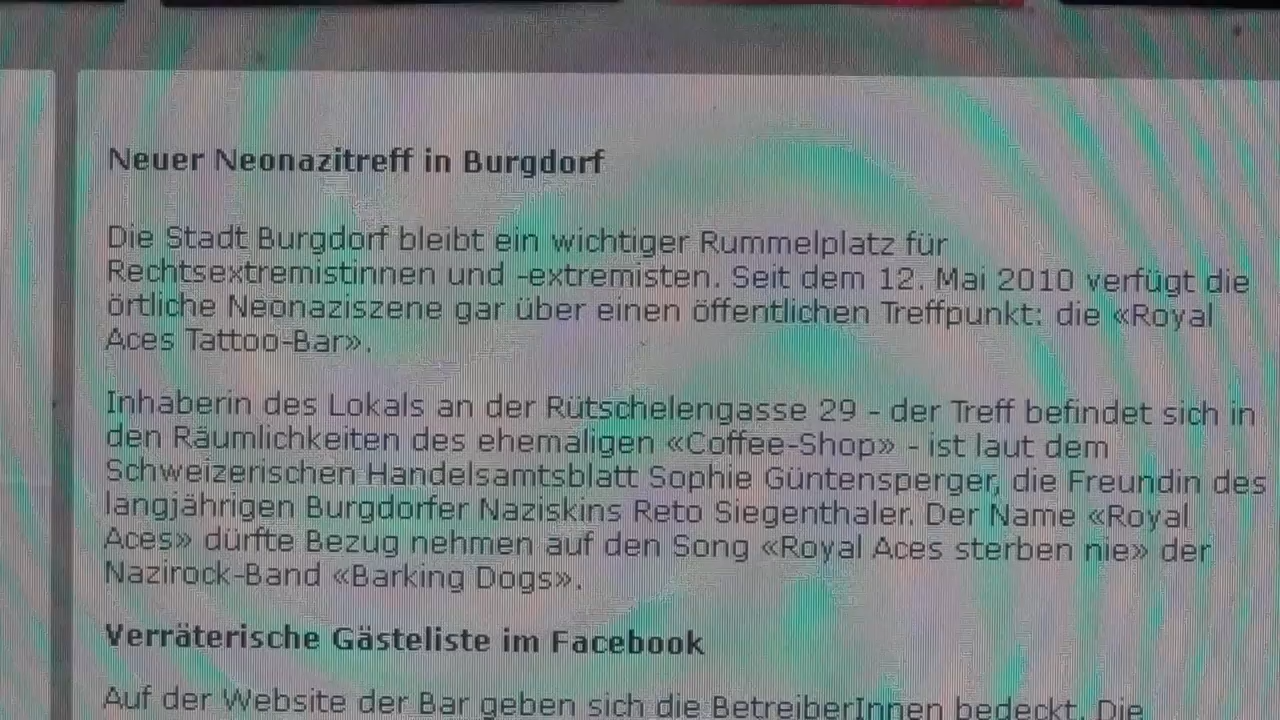 Neuer Neonazitreff in Burgdorf
Die Stadt Burgdorf bleibt ein wichtiger Rummelplatz für
Rechtsextremistinnen und -extremisten. Seit dem 12. Mai 2010 verfügt die
örtliche Neonaziszene gar über einen öffentlichen Treffpunkt: die «Royal
Aces Tattoo-Bar».
Inhaberin des Lokals an der Rütschelengasse 29 - der Treff befindet sich in
den Räumlichkeiten des ehemaligen «Coffee-Shop» - ist laut dem
Schweizerischen Handelsamtsblatt Sophie Güntensperger, die Freundin des
langjährigen Burgdorfer Naziskins Reto Siegenthaler. Der Name «Royal
Aces» dürfte Bezug nehmen auf den Song «Royal Aces sterben nie» der
Nazirock-Band «Barking Dogs».
Verräterische Gästeliste im Facebook
Auf der Website der Bar geben sich die BetreiberInnen bedeckt. Die